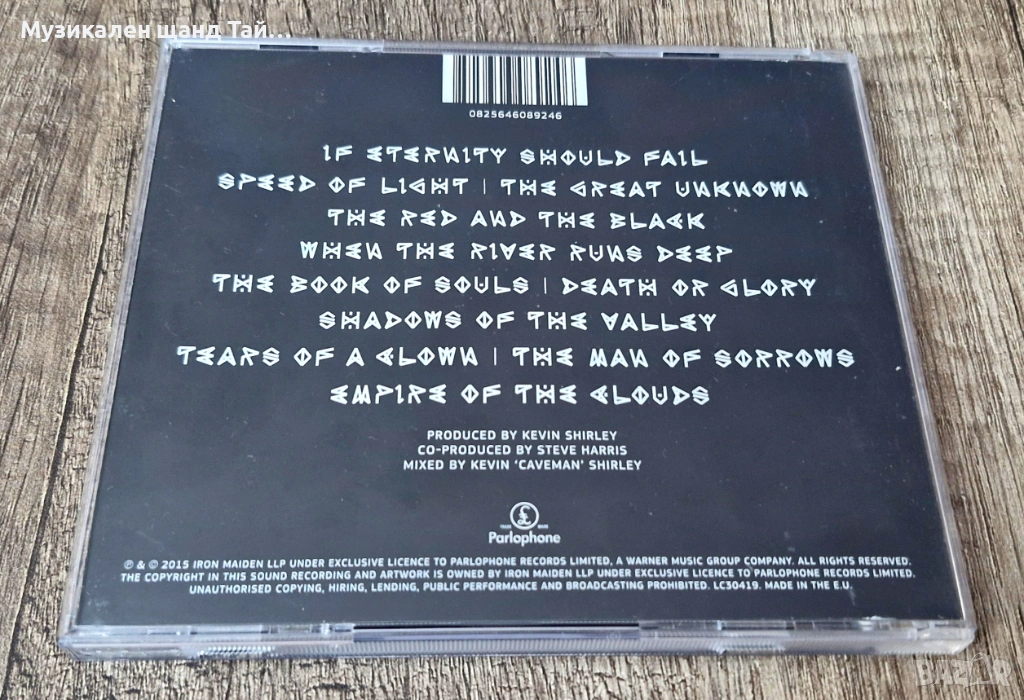 Музикален щанд Тай...
0825646089246
IF ETERNITY SHOULD FAIL
SPEED OF LIGHT | THE GREAT UNKNOWN
THE RED AND THE BLACK
WHEN THE RIVER RUNS DEEP
THE BOOK OF SOULS | DEATH OR GLORY
SHADOWS OF THE VALLEY
TEARS OF A CLOWN | THE MAN OF SORROWS
EMPIRE OF THE CLOUDS
PRODUCED BY KEVIN SHIRLEY
CO-PRODUCED BY STEVE HARRIS
MIXED BY KEVIN ‘CAVEMAN’ SHIRLEY
TRADE £ MARK
Parlophone
℗ & © 2015 IRON MAIDEN LLP UNDER EXCLUSIVE LICENCE TO PARLOPHONE RECORDS LIMITED, A WARNER MUSIC GROUP COMPANY. ALL RIGHTS RESERVED.
THE COPYRIGHT IN THIS SOUND RECORDING AND ARTWORK IS OWNED BY IRON MAIDEN LLP UNDER EXCLUSIVE LICENCE TO PARLOPHONE RECORDS LIMITED.
UNAUTHORISED COPYING, HIRING, LENDING, PUBLIC PERFORMANCE AND BROADCASTING PROHIBITED. LC30419. MADE IN THE E.U.
BAZAR